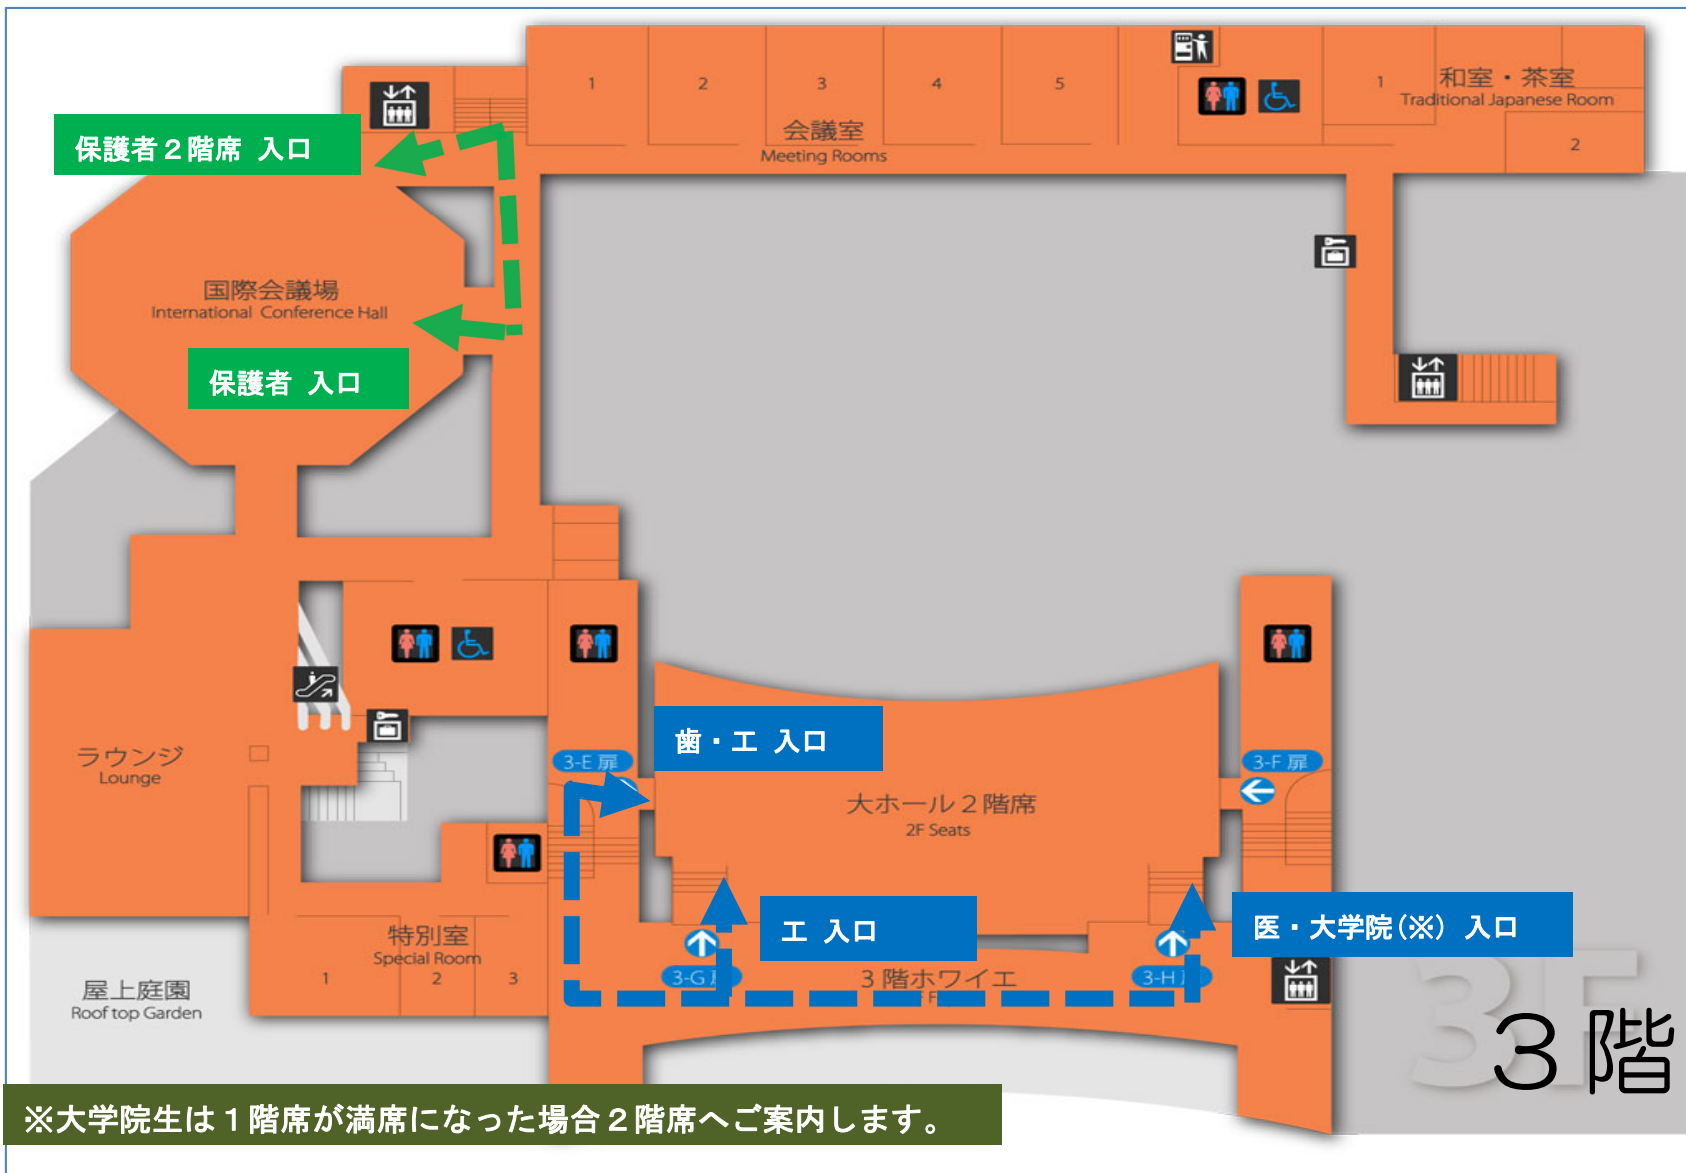 1
2
3
4
5
会議室
Meeting Rooms
1
和室・茶室
Traditional Japanese Room
2
保護者２階席 入口
国際会議場
International Conference Hall
保護者 入口
ラウンジ
Lounge
3-E 扉
歯・工 入口
3-F 扉
大ホール２階席
2F Seats
工 入口
医・大学院(※) 入口
特別室
Special Room
1
2
3
3-G
3-H
３階ホワイエ
屋上庭園
Roof top Garden
3F
３階
※大学院生は１階席が満席になった場合２階席へご案内します。